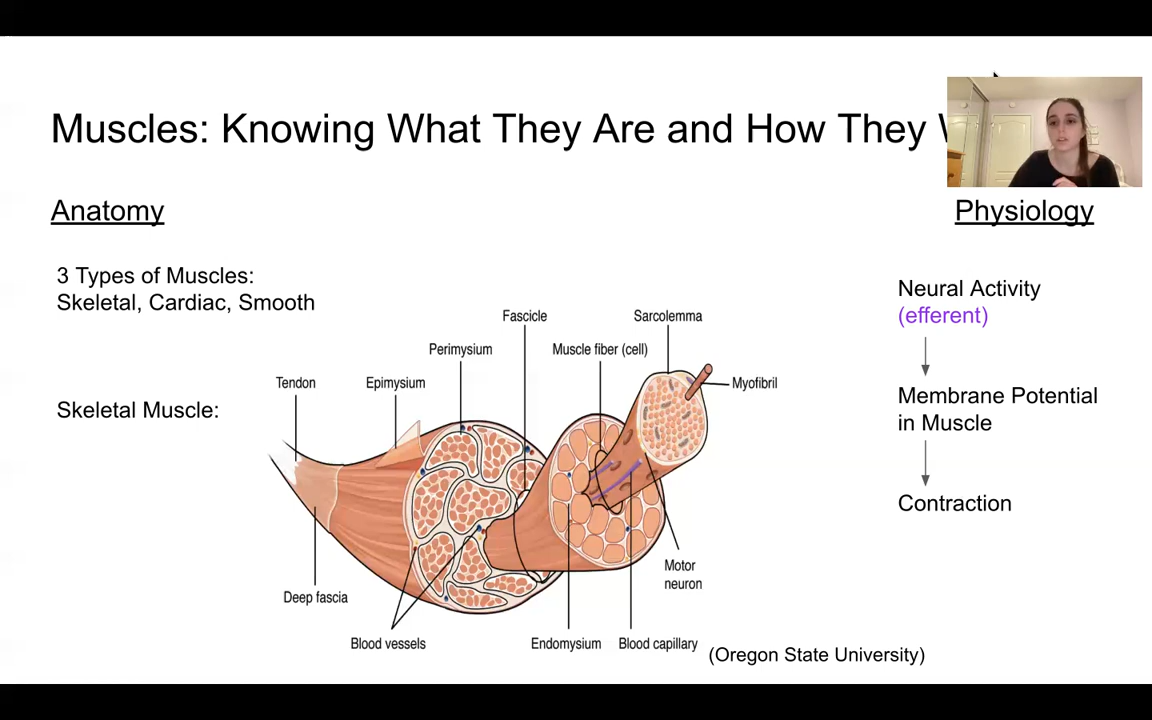 Muscles: Knowing What They Are and How They
Anatomy
Physiology
3 Types of Muscles:
Skeletal, Cardiac, Smooth
Skeletal Muscle:
Fascicle
Sarcolemma
Perimysium
Muscle fiber (cell)
Tendon
Epimysium
Myofibril
Motor
neuron
Deep fascia
Blood vessels
Endomysium
Blood capillary
(Oregon State University)
Neural Activity
(efferent)
Membrane Potential
in Muscle
Contraction